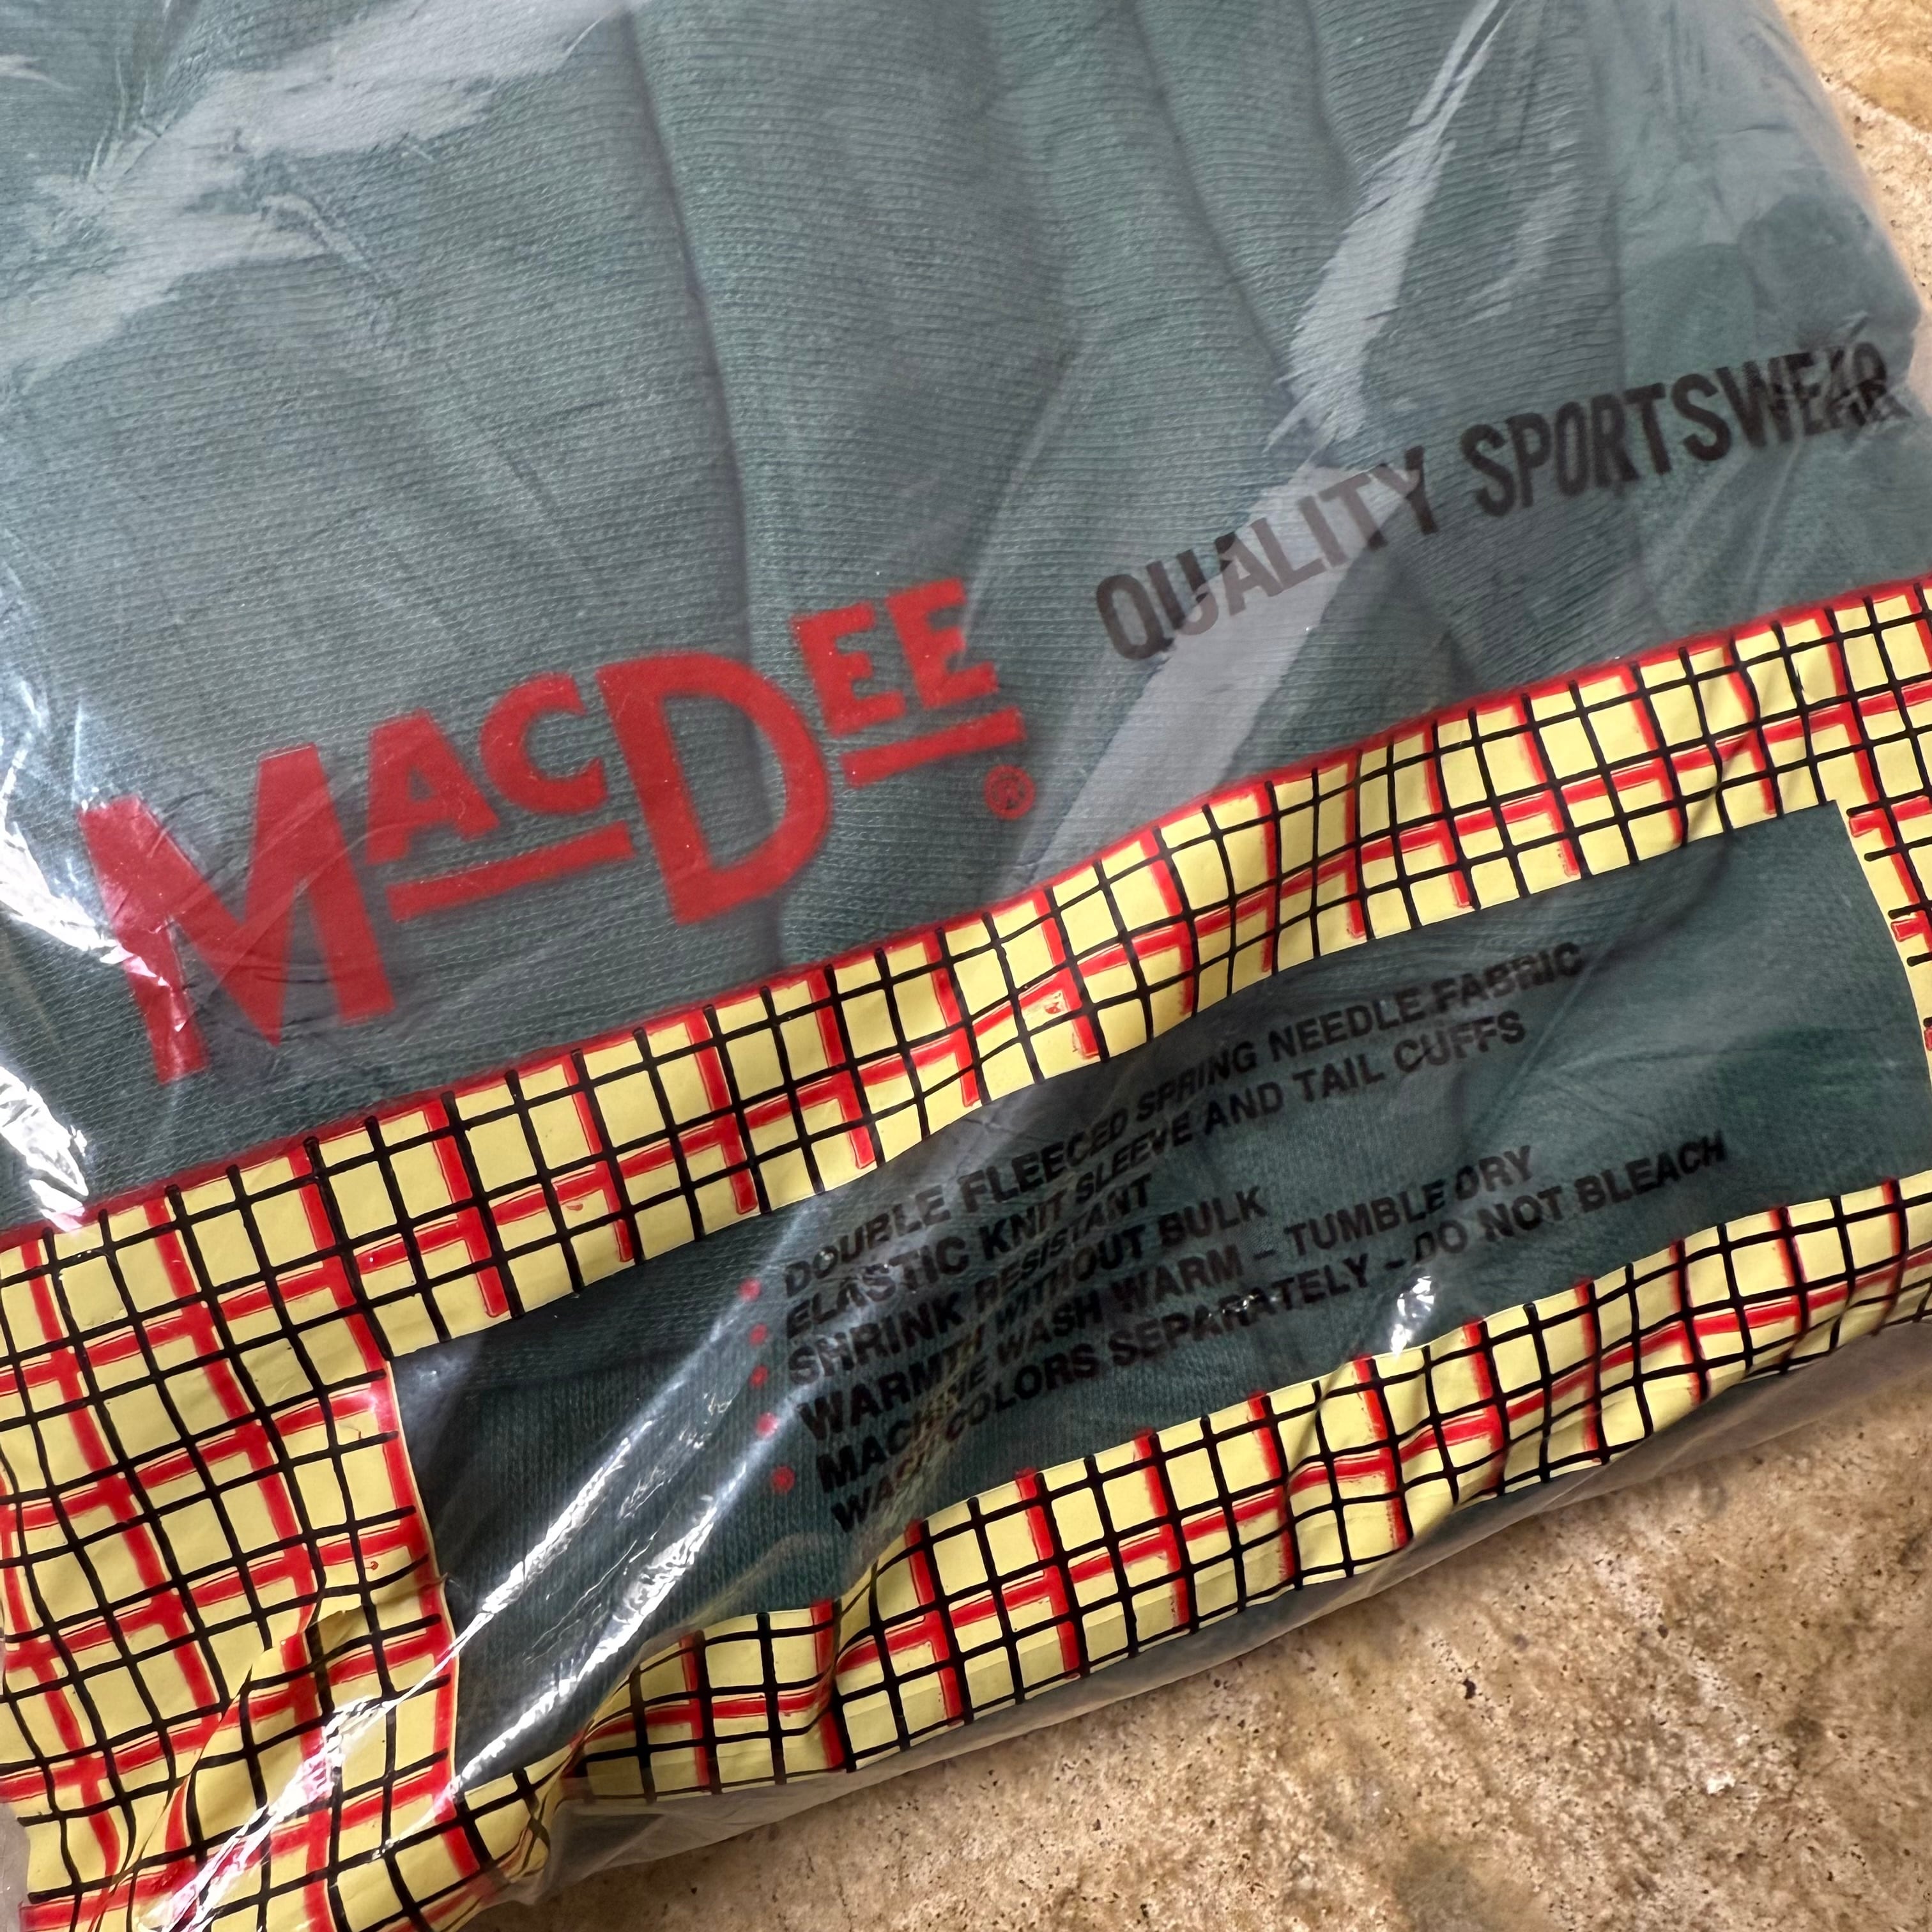 MACDEE®
QUALITY SPORTSWEAR
• DOUBLE FLEECED SPRING NEEDLE FABRIC
• ELASTIC KNIT SLEEVE AND TAIL CUFFS
• SHRINK RESISTANT
• WARMTH WITHOUT BULK
• MACHINE WASH WARM – TUMBLE DRY
WASH COLORS SEPARATELY – DO NOT BLEACH